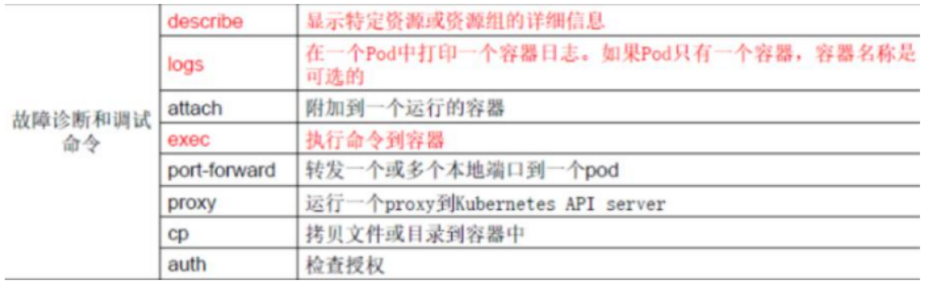 describe 显示特定资源或资源组的详细信息
logs 在一个Pod中打印一个容器日志。如果Pod只有一个容器，容器名称是
可选的
故障诊断和调试
命令
attach 附加到一个运行的容器
exec 执行命令到容器
port-forward 转发一个或多个本地端口到一个pod
proxy 运行一个proxy到Kubernetes API server
cp 拷贝文件或目录到容器中
auth 检查授权